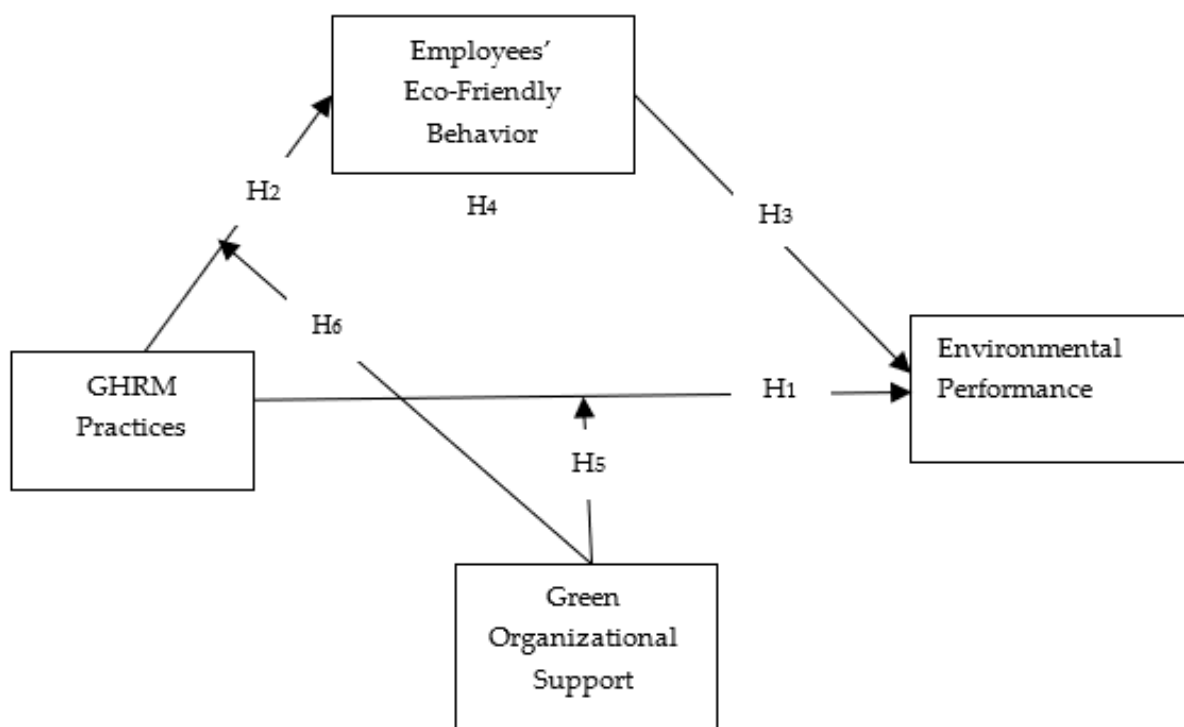 Employees’
Eco-Friendly
Behavior
H2
H4
H3
H6
GHRM
Practices
Environmental
Performance
H1
H5
Green
Organizational
Support